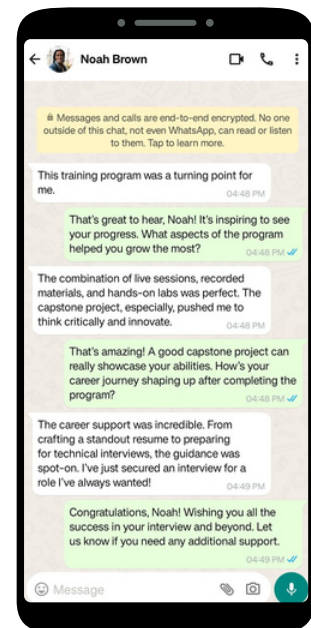 Noah Brown
Messages and calls are end-to-end encrypted. No one
outside of this chat, not even WhatsApp, can read or listen
to them. Tap to learn more.
This training program was a turning point for
me.
04:48 PM
That's great to hear, Noah! It's inspiring to see
your progress. What aspects of the program
helped you grow the most?
04:48 PM
The combination of live sessions, recorded
materials, and hands-on labs was perfect. The
capstone project, especially, pushed me to
think critically and innovate.
04:48 PM
That's amazing! A good capstone project can
really showcase your abilities. How's your
career journey shaping up after completing the
program?
04:48 PM
The career support was incredible. From
crafting a standout resume to preparing
for technical interviews, the guidance was
spot-on. I've just secured an interview for a
role I've always wanted!
04:49 PM
Congratulations, Noah! Wishing you all the
success in your interview and beyond. Let
us know if you need any additional support.
04:49 PM
Message